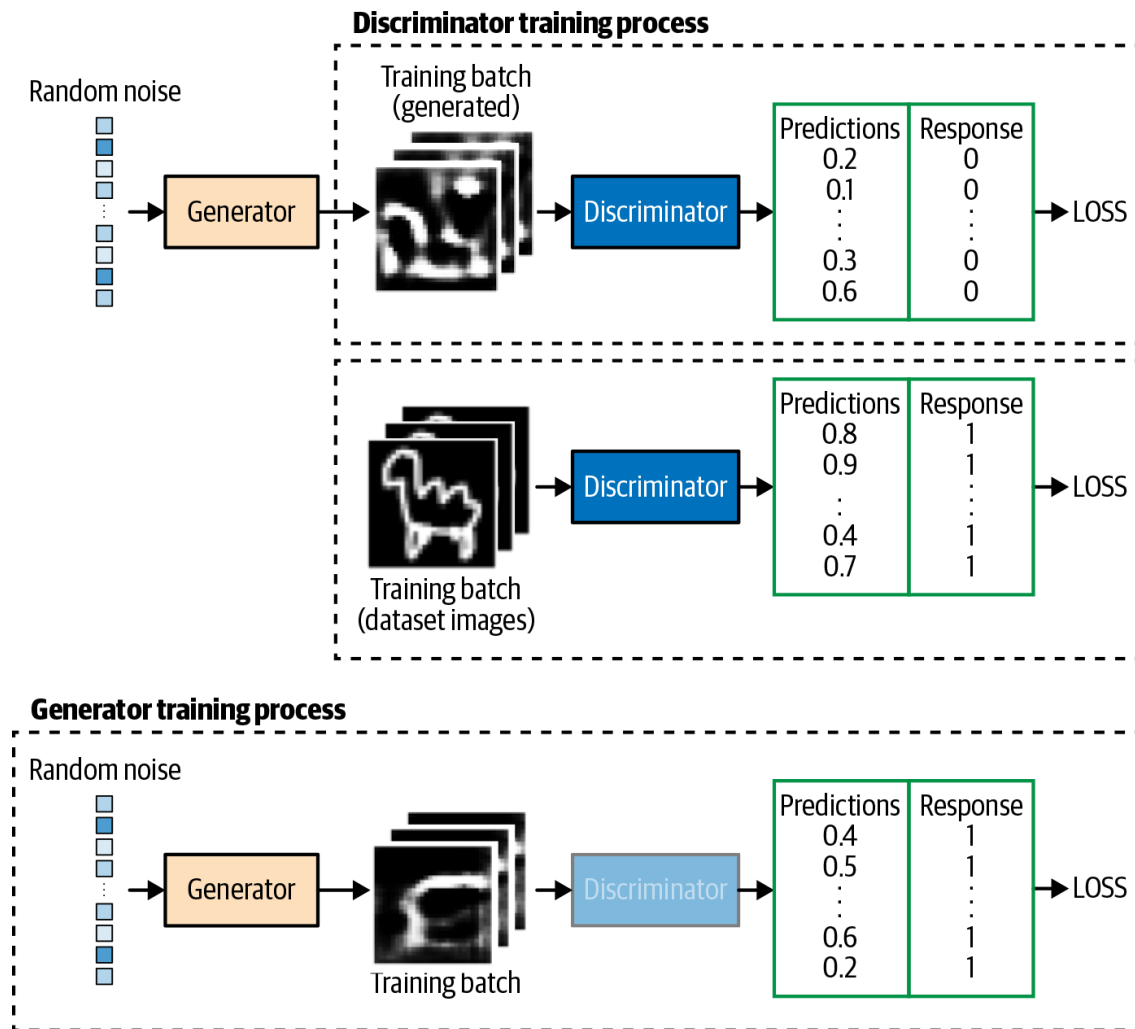 Discriminator training process
Random noise
Training batch
(generated)
Generator
Discriminator
Predictions Response
0.2 0
0.1 0
. .
. .
0.3 0
0.6 0
LOSS
Training batch
(dataset images)
Discriminator
Predictions Response
0.8 1
0.9 1
. .
. .
0.4 1
0.7 1
LOSS
Generator training process
Random noise
Generator
Training batch
Discriminator
Predictions Response
0.4 1
0.5 1
. .
. .
0.6 1
0.2 1
LOSS